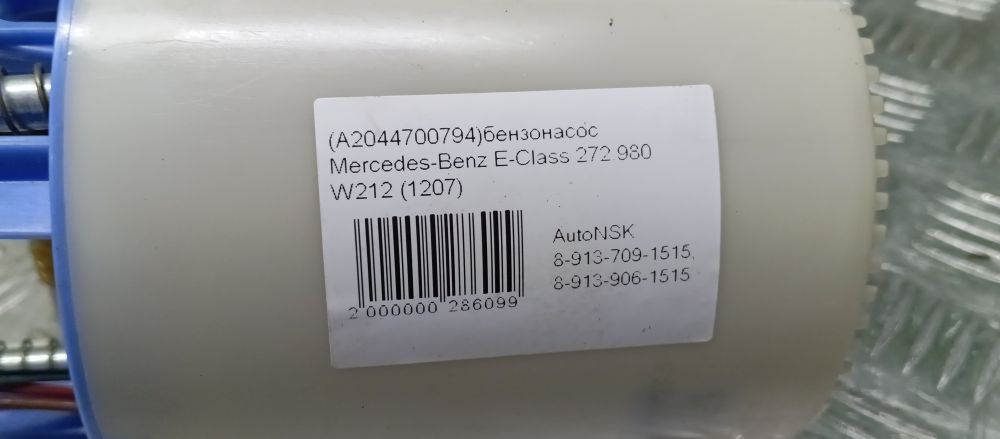 (A2044700794)бензонасос
Mercedes-Benz E-Class 272.980
W212 (1207)
AutoNSK
8-913-709-1515,
8-913-906-1515
2 000000 286099